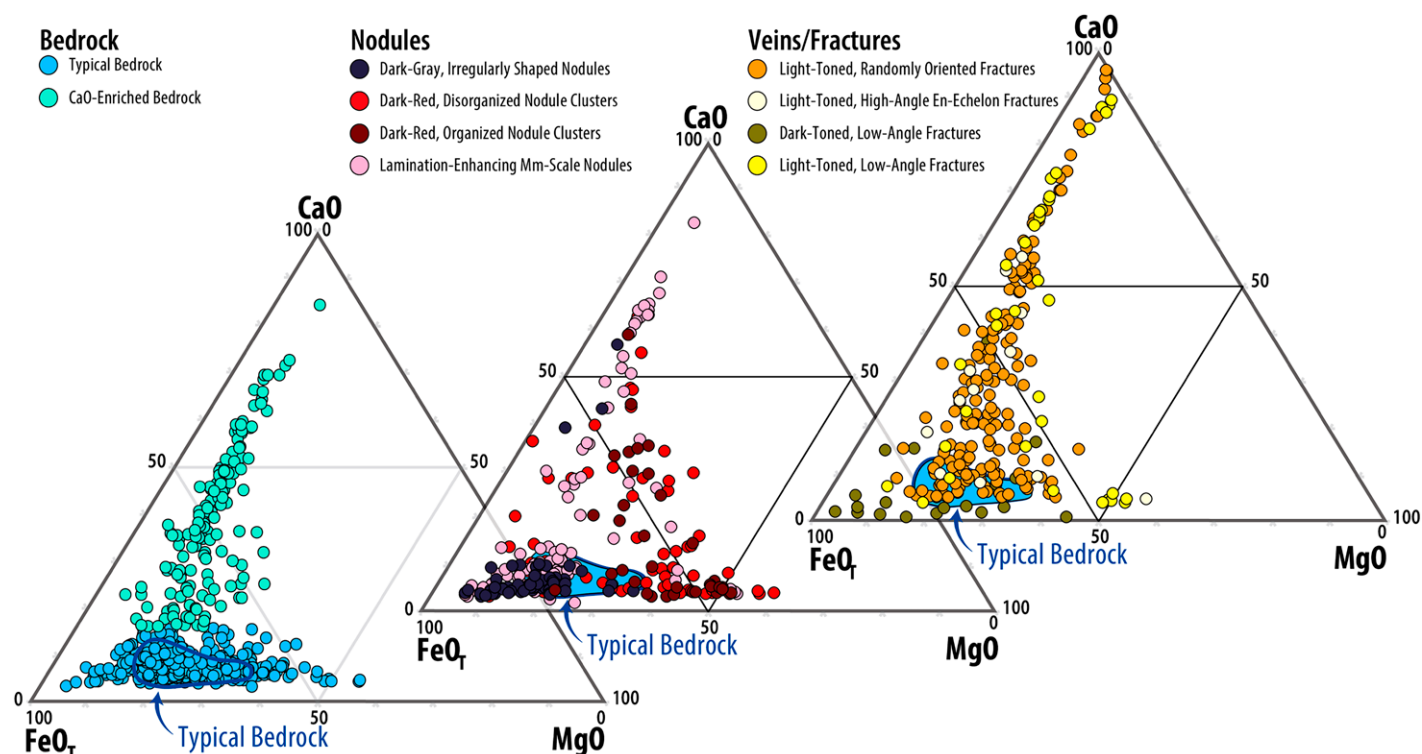 Bedrock
Typical Bedrock
CaO-Enriched Bedrock
Nodules
Dark-Gray, Irregularly Shaped Nodules
Dark-Red, Disorganized Nodule Clusters
Dark-Red, Organized Nodule Clusters
Lamination-Enhancing Mm-Scale Nodules
Veins/Fractures
Light-Toned, Randomly Oriented Fractures
Light-Toned, High-Angle En-Echelon Fractures
Dark-Toned, Low-Angle Fractures
Light-Toned, Low-Angle Fractures
CaO
100 0
50
50
0
100
100
50
0
FeOT
MgO
Typical Bedrock
CaO
100 0
50
50
0
100
100
50
0
FeOT
MgO
Typical Bedrock
CaO
100 0
50
50
0
100
100
50
0
FeOT
MgO
Typical Bedrock